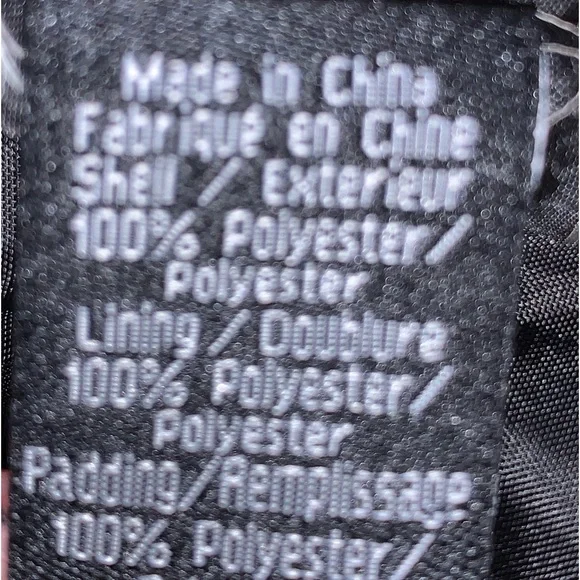 Made in China
Fabriqué en Chine
Shell / Exterieur
100% Polyester/
Polyester
Lining / Doublure
100% Polyester/
Polyester
Padding/Remplissage
100% Polyester/